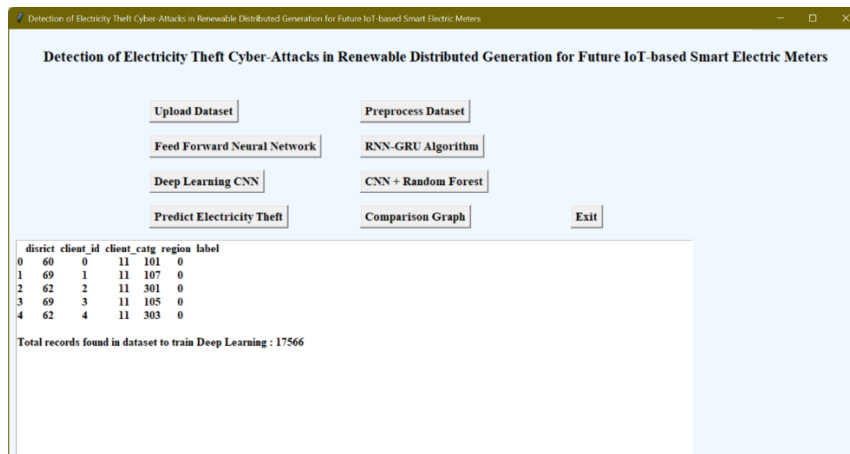 Detection of Electricity Theft Cyber-Attacks in Renewable Distributed Generation for Future IoT-based Smart Electric Meters
Detection of Electricity Theft Cyber-Attacks in Renewable Distributed Generation for Future IoT-based Smart Electric Meters
Upload Dataset Preprocess Dataset
Feed Forward Neural Network RNN-GRU Algorithm
Deep Learning CNN CNN + Random Forest
Predict Electricity Theft Comparison Graph Exit
disrict client_id client_catg region label
0 60 0 11 101 0
1 69 1 11 107 0
2 62 2 11 301 0
3 69 3 11 105 0
4 62 4 11 303 0
Total records found in dataset to train Deep Learning : 17566